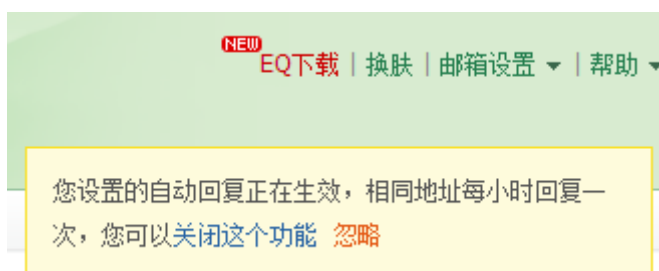 NEW
EQ下载 | 换肤 | 邮箱设置 | 帮助
您设置的自动回复正在生效，相同地址每小时回复一
次，您可以关闭这个功能 忽略